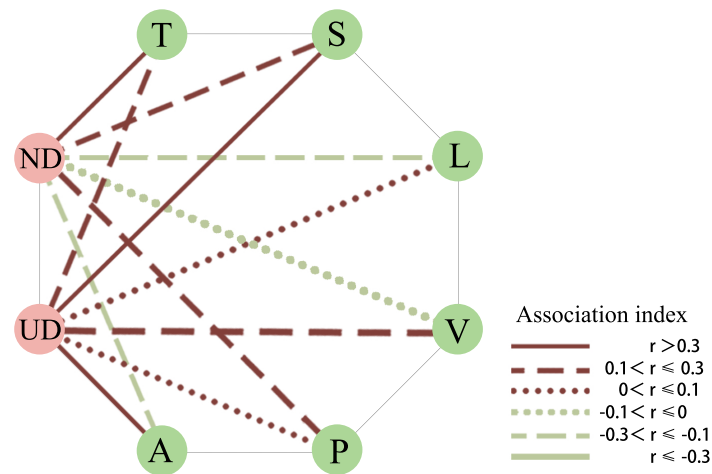 T
S
ND
L
UD
V
A
P
Association index
r >0.3
0.1< r ≤ 0.3
0< r ≤0.1
-0.1< r ≤0
-0.3< r ≤ -0.1
r ≤ -0.3